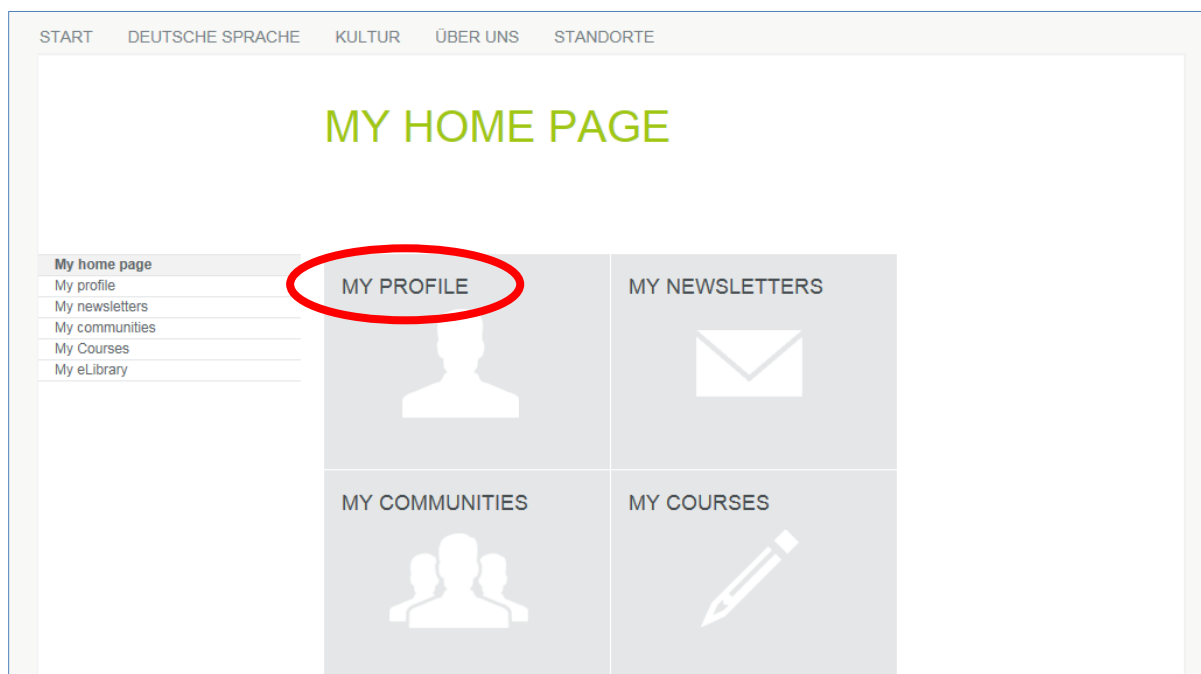 START DEUTSCHE SPRACHE KULTUR ÜBER UNS STANDORTE
MY HOME PAGE
My home page
My profile
My newsletters
My communities
My Courses
My eLibrary
MY PROFILE
MY NEWSLETTERS
MY COMMUNITIES
MY COURSES